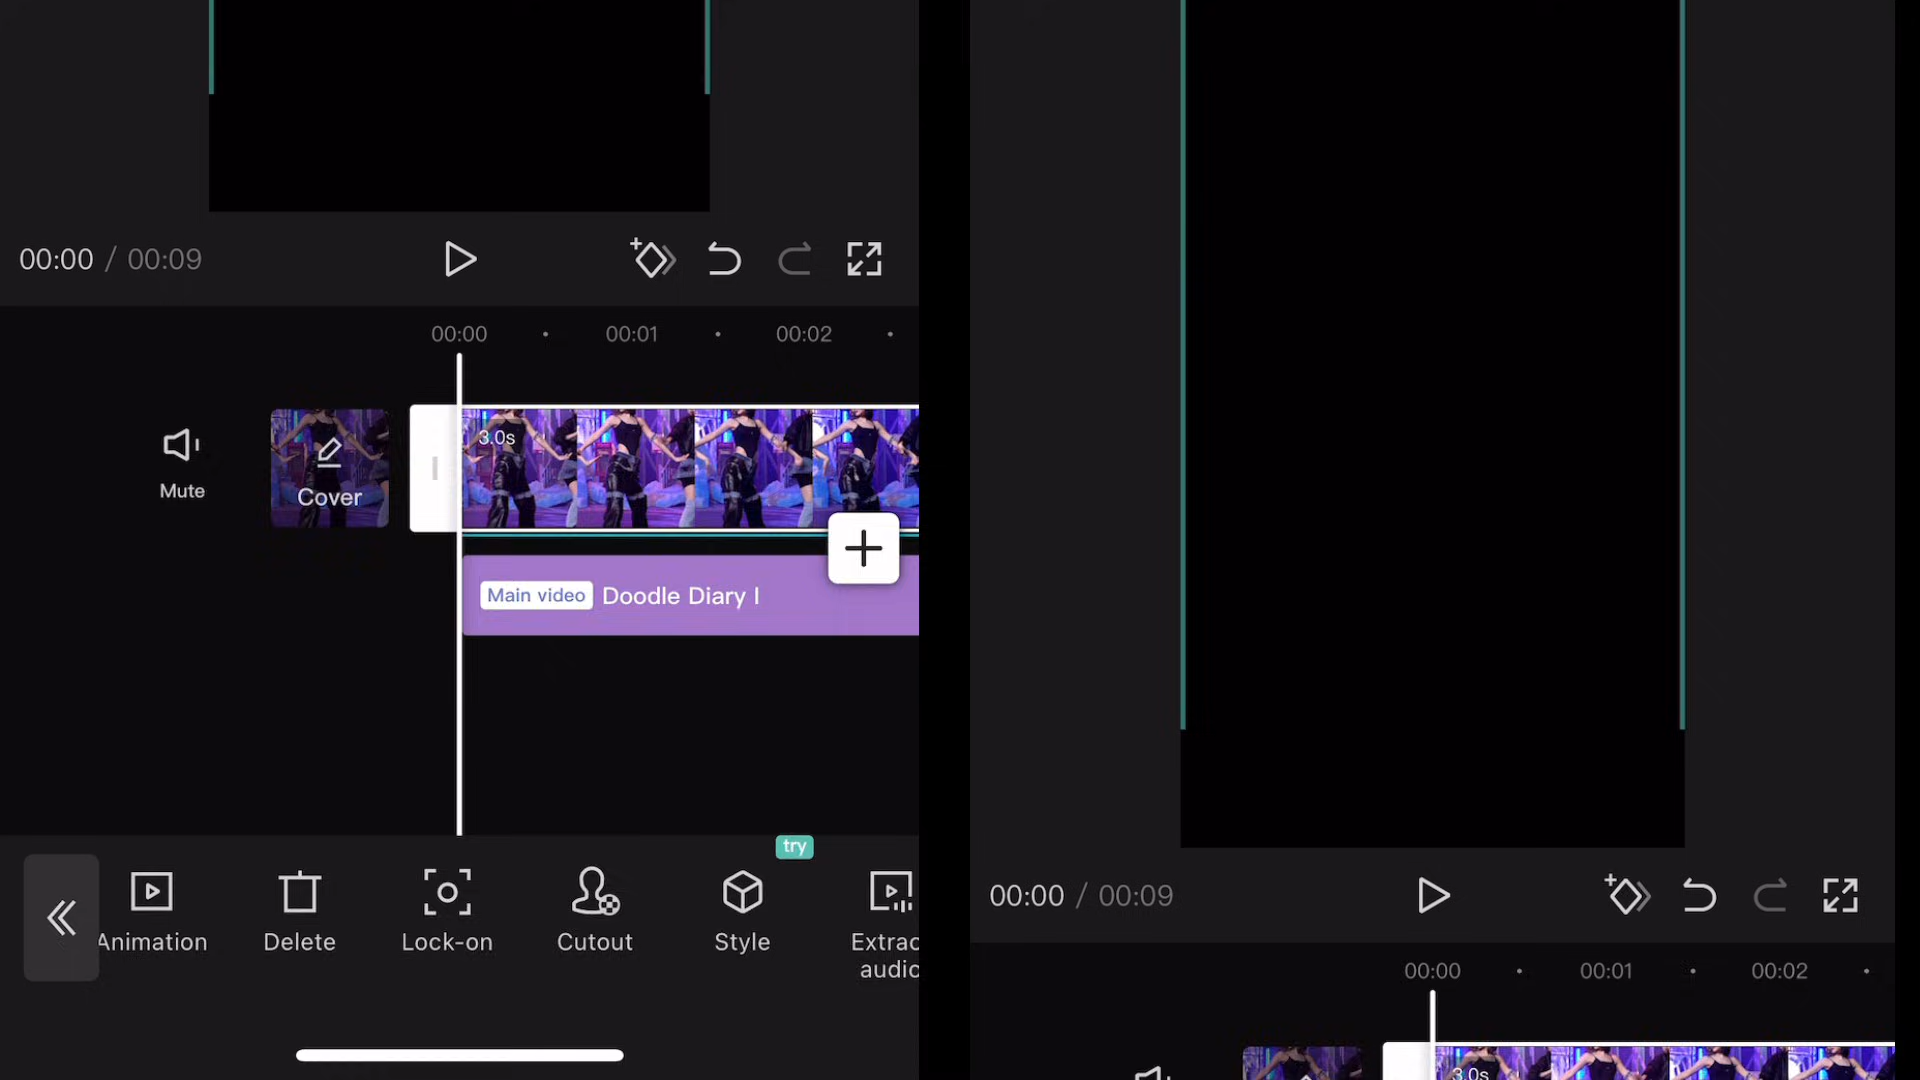 00:00 / 00:09
00:00 00:01 00:02
3.0s
Mute
Cover
Main video Doodle Diary I
try
Animation
Delete
Lock-on
Cutout
Style
Extrac
audio
00:00 / 00:09
00:00 00:01 00:02
3.0s